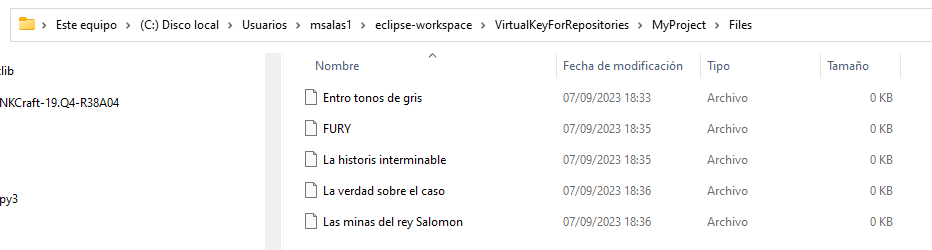 Este equipo > (C:) Disco local > Usuarios > msalas1 > eclipse-workspace > VirtualKeyForRepositories > MyProject > Files
Nombre Fecha de modificación Tipo Tamaño
tlib
NKCraft-19.Q4-R38A04
py3
Entro tonos de gris 07/09/2023 18:33 Archivo 0 KB
FURY 07/09/2023 18:35 Archivo 0 KB
La historis interminable 07/09/2023 18:35 Archivo 0 KB
La verdad sobre el caso 07/09/2023 18:36 Archivo 0 KB
Las minas del rey Salomon 07/09/2023 18:36 Archivo 0 KB